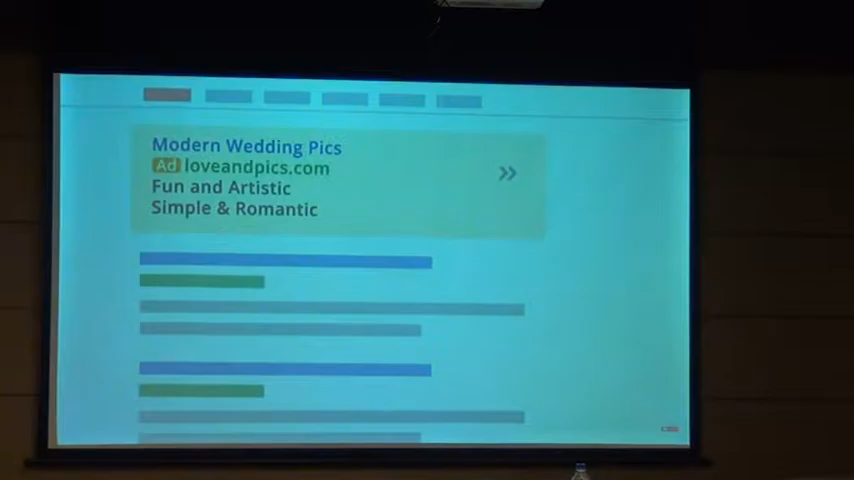 Modern Wedding Pics
Ad loveandpics.com
Fun and Artistic
Simple & Romantic